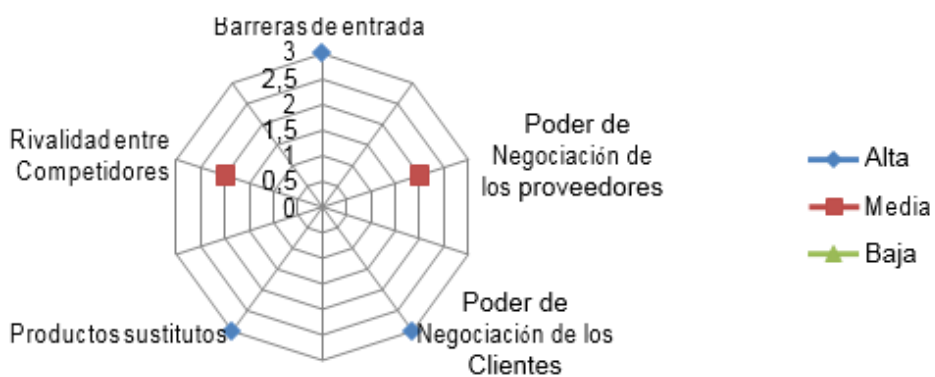 Barreras de entrada
3
2,5
2
1,5
1
0,5
0
Rivalidad entre
Competidores
Poder de
Negociación de
los proveedores
Alta
Media
Baja
Productos sustitutos
Poder de
Negociación de los
Clientes